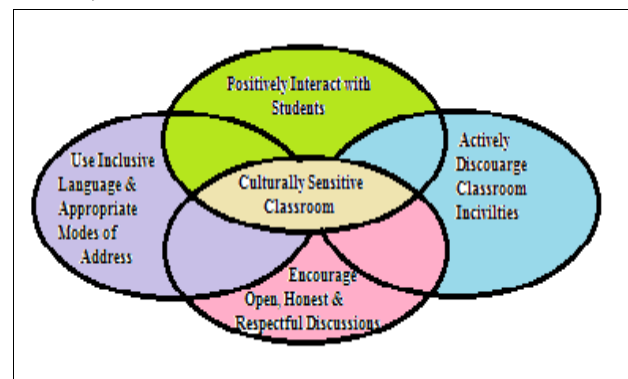 Positively Interact with
Students
Use Inclusive
Language &
Appropriate
Modes of
Address
Culturally Sensitive
Classroom
Actively
Discouarge
Classroom
Incivilties
Encourage
Open, Honest &
Respectful Discussions